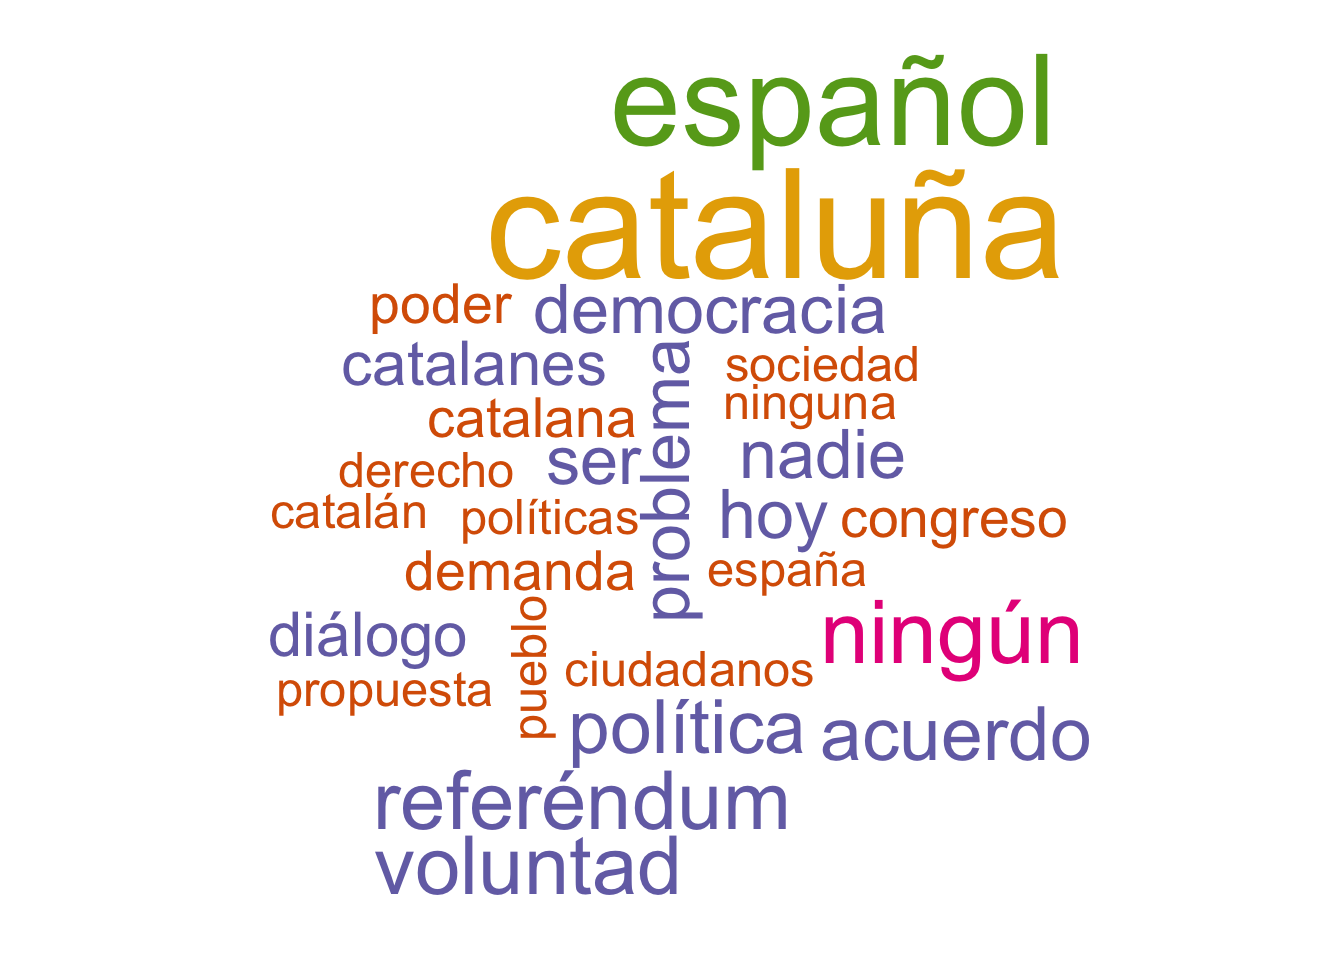 español
cataluña
poder democracia
catalanes
problema
sociedad
catalana
ninguna
derecho
ser
nadie
catalán
políticas
hoy
congreso
demanda
españa
diálogo
pueblo
ningún
propuesta
ciudadanos
política
acuerdo
referéndum
voluntad